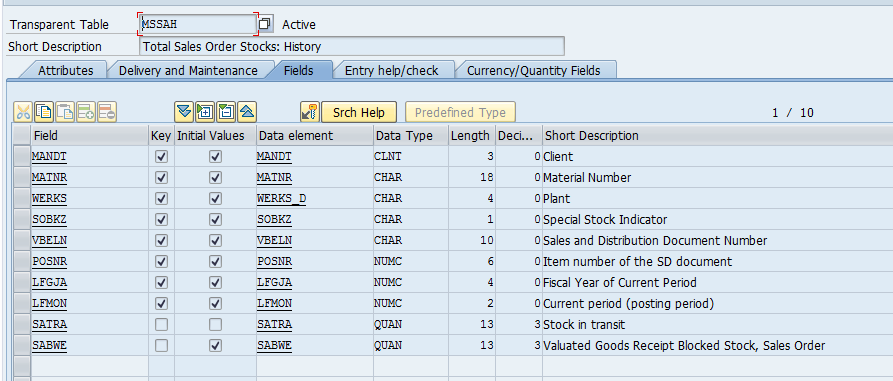 Transparent Table MSSAH Active
Short Description Total Sales Order Stocks: History
Attributes Delivery and Maintenance Fields Entry help/check Currency/Quantity Fields
Srch Help Predefined Type 1 / 10
Field Key Initial Values Data element Data Type Length Deci... Short Description
MANDT MANDT CLNT 3 0 Client
MATNR MATNR CHAR 18 0 Material Number
WERKS WERKS_D CHAR 4 0 Plant
SOBKZ SOBKZ CHAR 1 0 Special Stock Indicator
VBELN VBELN CHAR 10 0 Sales and Distribution Document Number
POSNR POSNR NUMC 6 0 Item number of the SD document
LFGJA LFGJA NUMC 4 0 Fiscal Year of Current Period
LFMON LFMON NUMC 2 0 Current period (posting period)
SATRA SATRA QUAN 13 3 Stock in transit
SABWE SABWE QUAN 13 3 Valuated Goods Receipt Blocked Stock, Sales Order